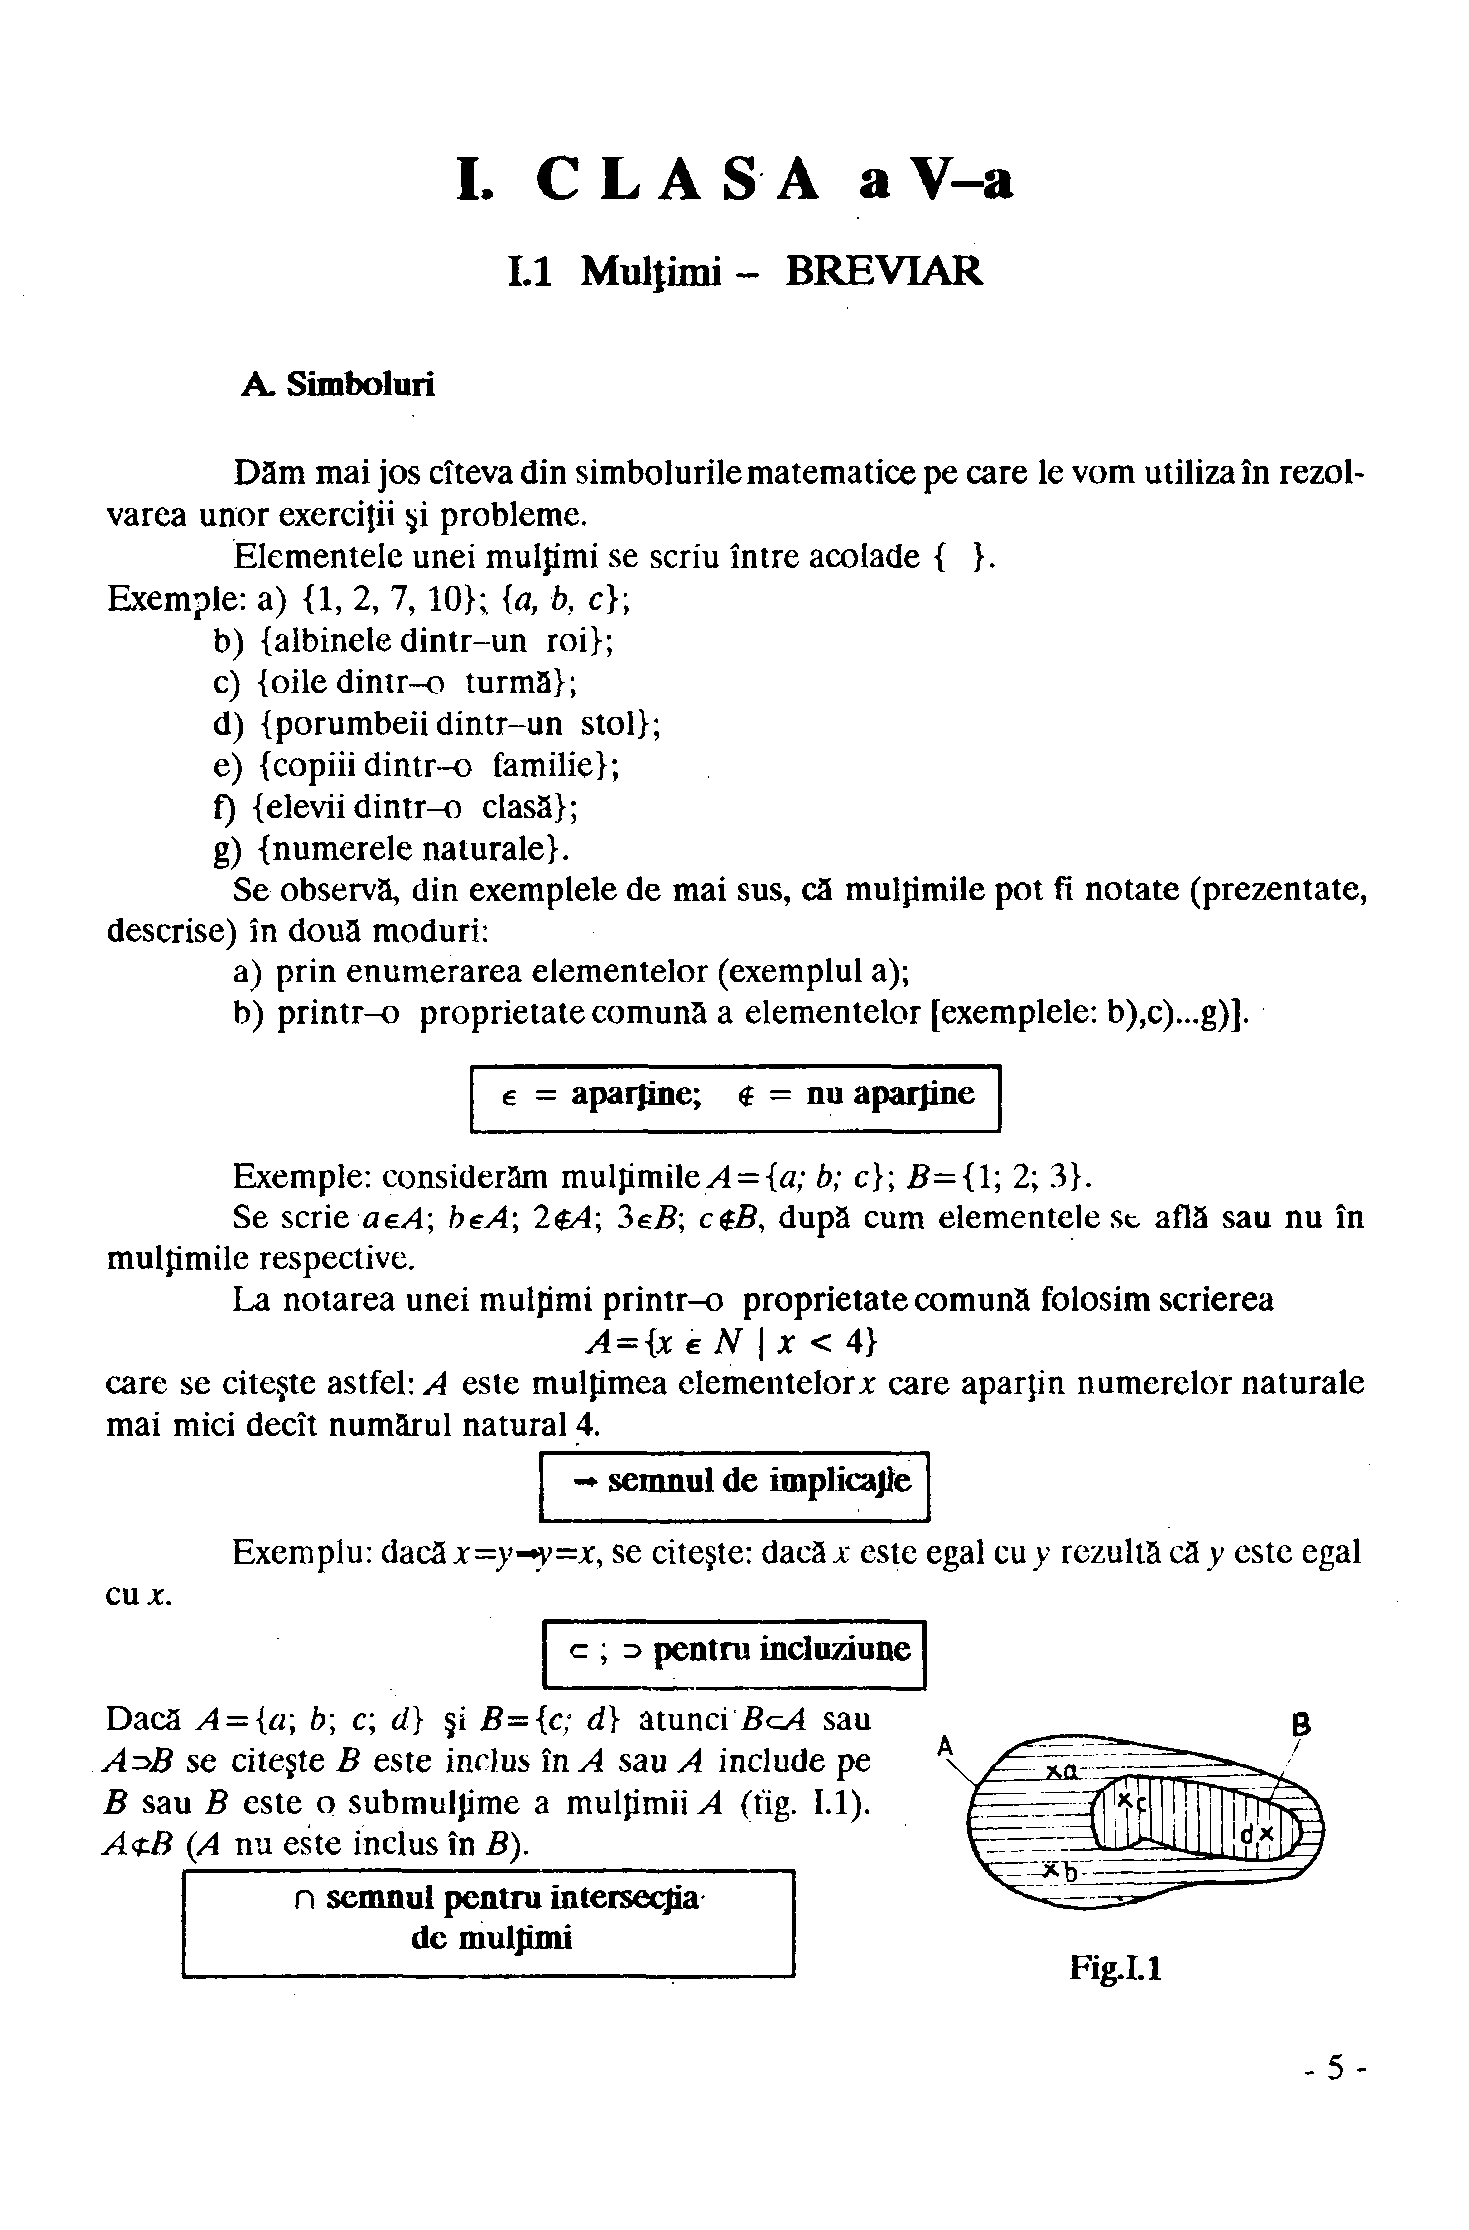 I. C L A S A a V–a
I.1 Mulţimi – BREVIAR
A. Simboluri
Dăm mai jos cîteva din simbolurile matematice pe care le vom utiliza în rezol-
varea unor exerciţii şi probleme.
Elementele unei mulţimi se scriu între acolade { }.
Exemple: a) {1, 2, 7, 10}; {a, b, c};
b) {albinele dintr–un roi};
c) {oile dintr–o turmă};
d) {porumbeii dintr–un stol};
e) {copiii dintr–o familie};
f) {elevii dintr–o clasă};
g) {numerele naturale}.
Se observă, din exemplele de mai sus, că mulţimile pot fi notate (prezentate,
descrise) în două moduri:
a) prin enumerarea elementelor (exemplul a);
b) printr–o proprietate comună a elementelor [exemplele: b),c)...g)].
∈ = aparţine; ∉ = nu aparţine
Exemple: considerăm mulţimile A={a; b; c}; B={1; 2; 3}.
Se scrie a∈A; b∈A; 2∉A; 3∈B; c∉B, după cum elementele se află sau nu în
mulţimile respective.
La notarea unei mulţimi printr–o proprietate comună folosim scrierea
A={x ∈ N | x < 4}
care se citeşte astfel: A este mulţimea elementelor x care aparţin numerelor naturale
mai mici decît numărul natural 4.
→ semnul de implicaţie
Exemplu: dacă x=y→y=x, se citeşte: dacă x este egal cu y rezultă că y este egal
cu x.
⊂ ; ⊃ pentru incluziune
Dacă A={a; b; c; d} şi B={c; d} atunci B⊂A sau
A⊃B se citeşte B este inclus în A sau A include pe
B sau B este o submulţime a mulţimii A (fig. I.1).
A⊄B (A nu este inclus în B).
∩ semnul pentru intersecţia
de mulţimi
A
B
xa
xc
dx
xb
Fig.I.1
- 5 -